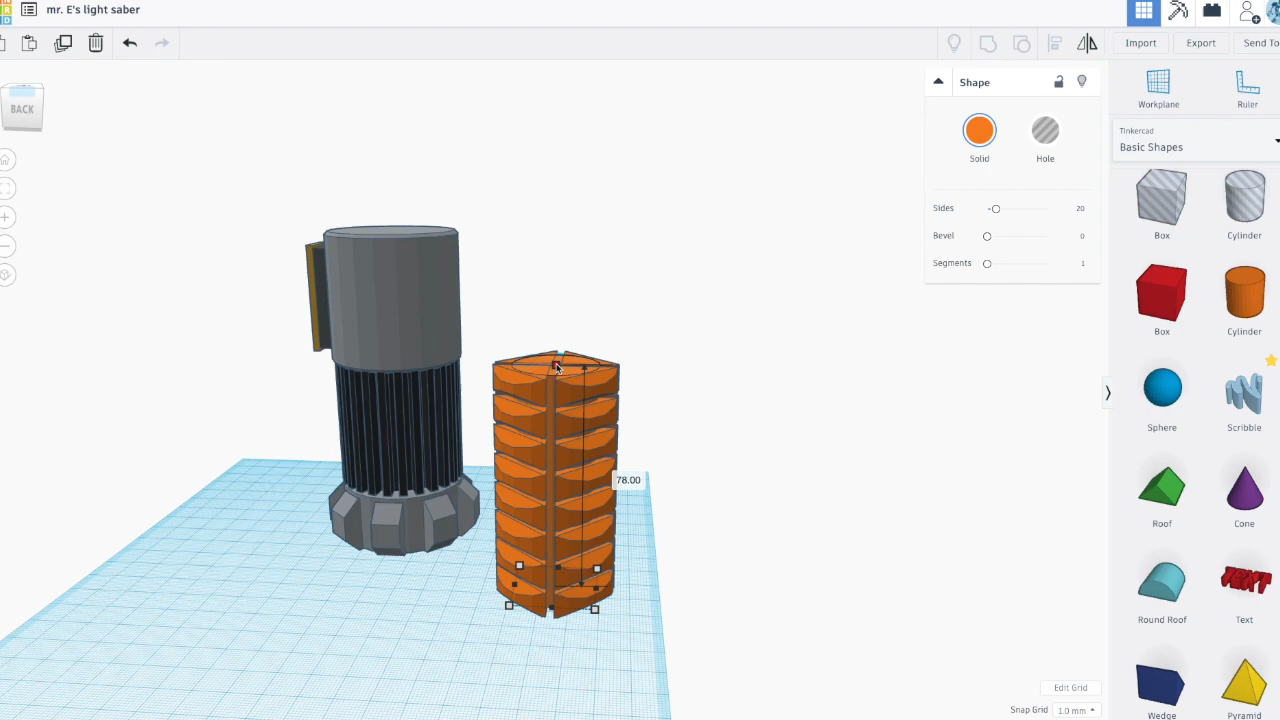 mr. E's light saber
Import
Export
Send To
BACK
Shape
Solid
Hole
Sides
20
Bevel
0
Segments
1
Workplane
Ruler
Tinkercad
Basic Shapes
Box
Cylinder
Box
Cylinder
Sphere
Scribble
Roof
Cone
Round Roof
Text
Wedge
Pyramid
78.00
Edit Grid
Snap Grid
1.0 mm